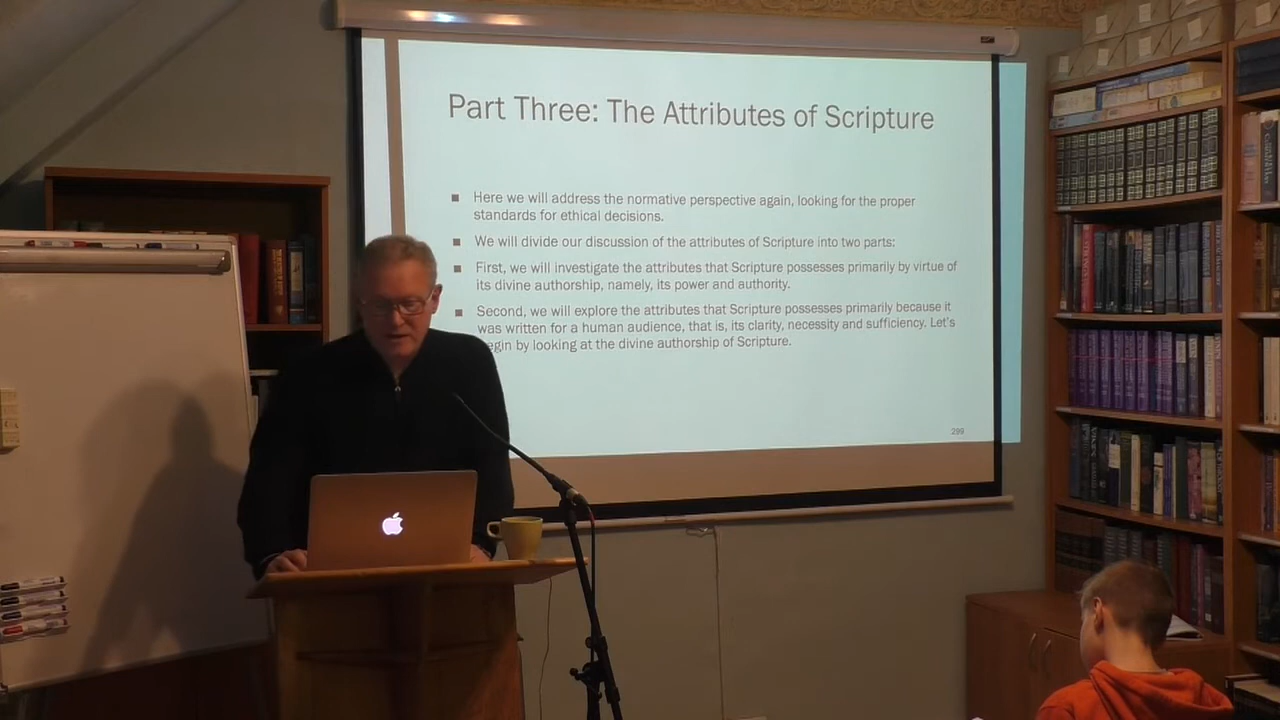 Part Three: The Attributes of Scripture
Here we will address the normative perspective again, looking for the proper
standards for ethical decisions.
We will divide our discussion of the attributes of Scripture into two parts:
First, we will investigate the attributes that Scripture possesses primarily by virtue of
its divine authorship, namely, its power and authority.
Second, we will explore the attributes that Scripture possesses primarily because it
was written for a human audience, that is, its clarity, necessity and sufficiency. Let's
egin by looking at the divine authorship of Scripture.
299